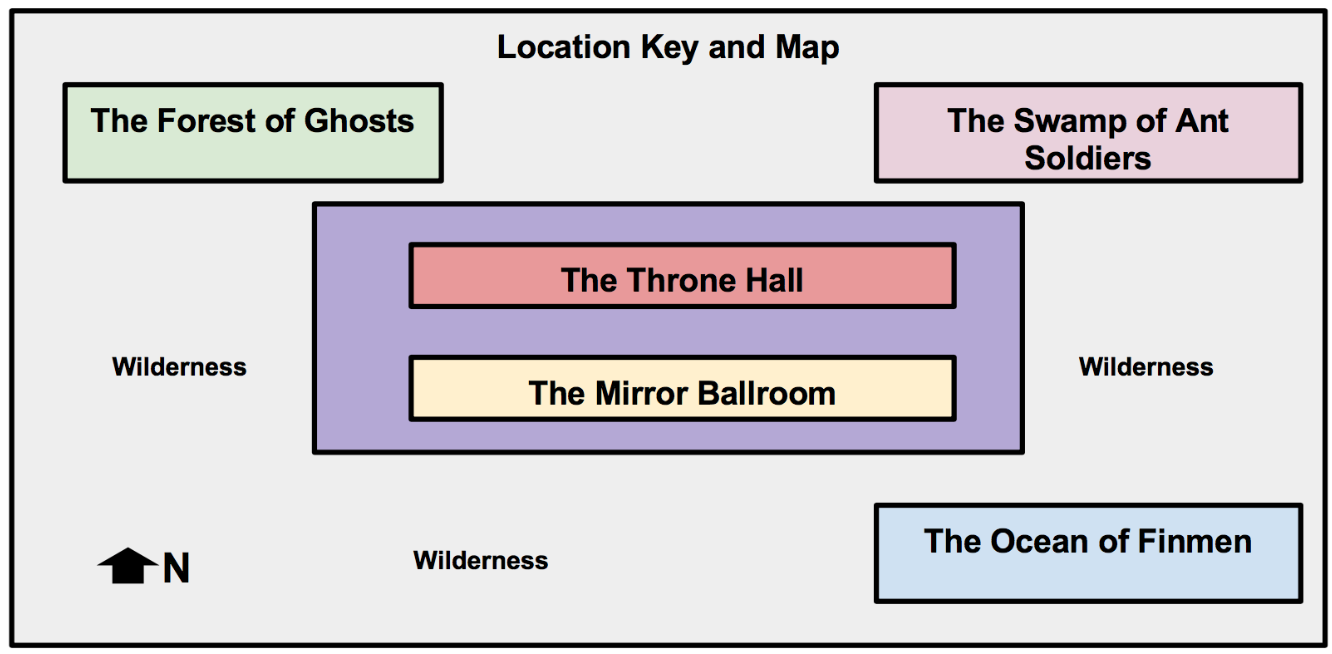 Location Key and Map
The Forest of Ghosts
The Swamp of Ant
Soldiers
The Throne Hall
Wilderness
Wilderness
The Mirror Ballroom
The Ocean of Finmen
Wilderness
N